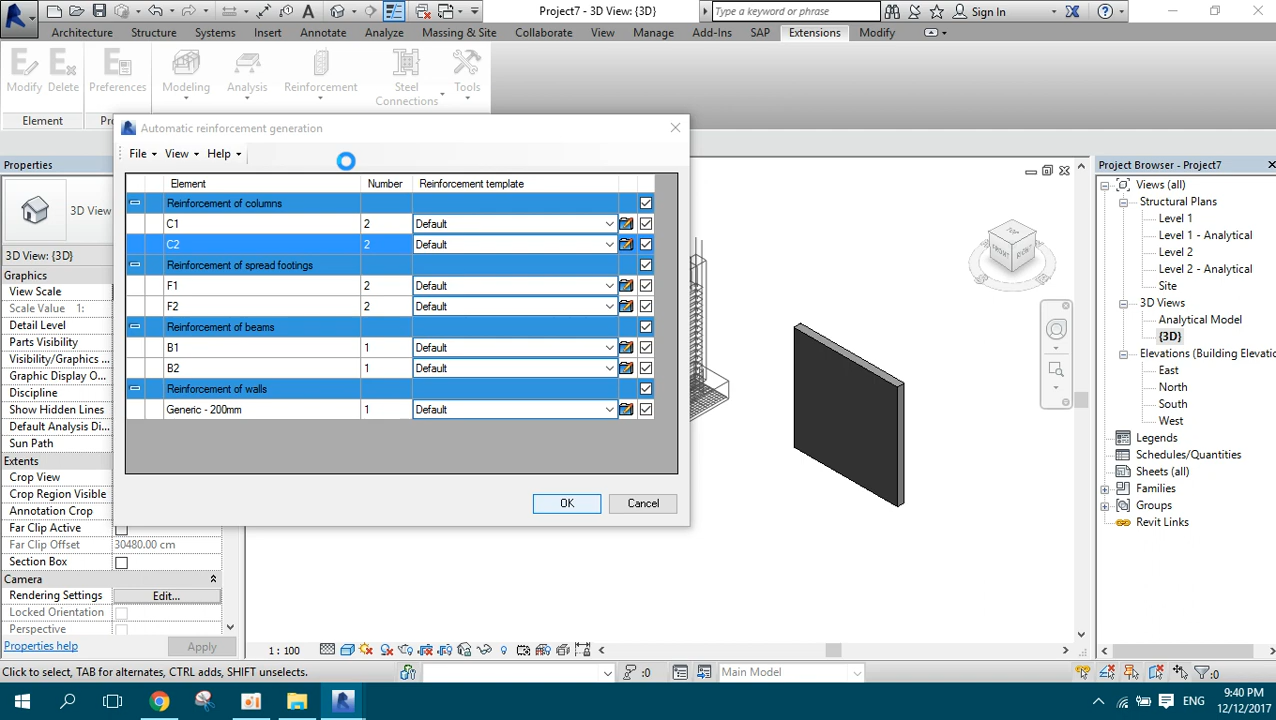 Project7 - 3D View: {3D}
Type a keyword or phrase
Sign In
Architecture Structure Systems Insert Annotate Analyze Massing & Site Collaborate View Manage Add-Ins SAP Extensions Modify
Modify Delete Preferences Modeling Analysis Reinforcement Steel Connections Tools
Element
Automatic reinforcement generation
File View Help
Element Number Reinforcement template
Reinforcement of columns
C1 2 Default
C2 2 Default
Reinforcement of spread footings
F1 2 Default
F2 2 Default
Reinforcement of beams
B1 1 Default
B2 1 Default
Reinforcement of walls
Generic - 200mm 1 Default
OK Cancel
Properties
3D View
3D View: {3D}
Graphics
View Scale
Scale Value 1:
Detail Level
Parts Visibility
Visibility/Graphics ...
Graphic Display O...
Discipline
Show Hidden Lines
Default Analysis Di...
Sun Path
Extents
Crop View
Crop Region Visible
Annotation Crop
Far Clip Active
Far Clip Offset 30480.00 cm
Section Box
Camera
Rendering Settings Edit...
Locked Orientation
Perspective
Properties help Apply
TOP
FRONT
RIGHT
Project Browser - Project7
Views (all)
Structural Plans
Level 1
Level 1 - Analytical
Level 2
Level 2 - Analytical
Site
3D Views
Analytical Model
{3D}
Elevations (Building Elevatio
East
North
South
West
Legends
Schedules/Quantities
Sheets (all)
Families
Groups
Revit Links
1 : 100
Click to select, TAB for alternates, CTRL adds, SHIFT unselects.
:0
Main Model
:0
ENG
9:40 PM
12/12/2017